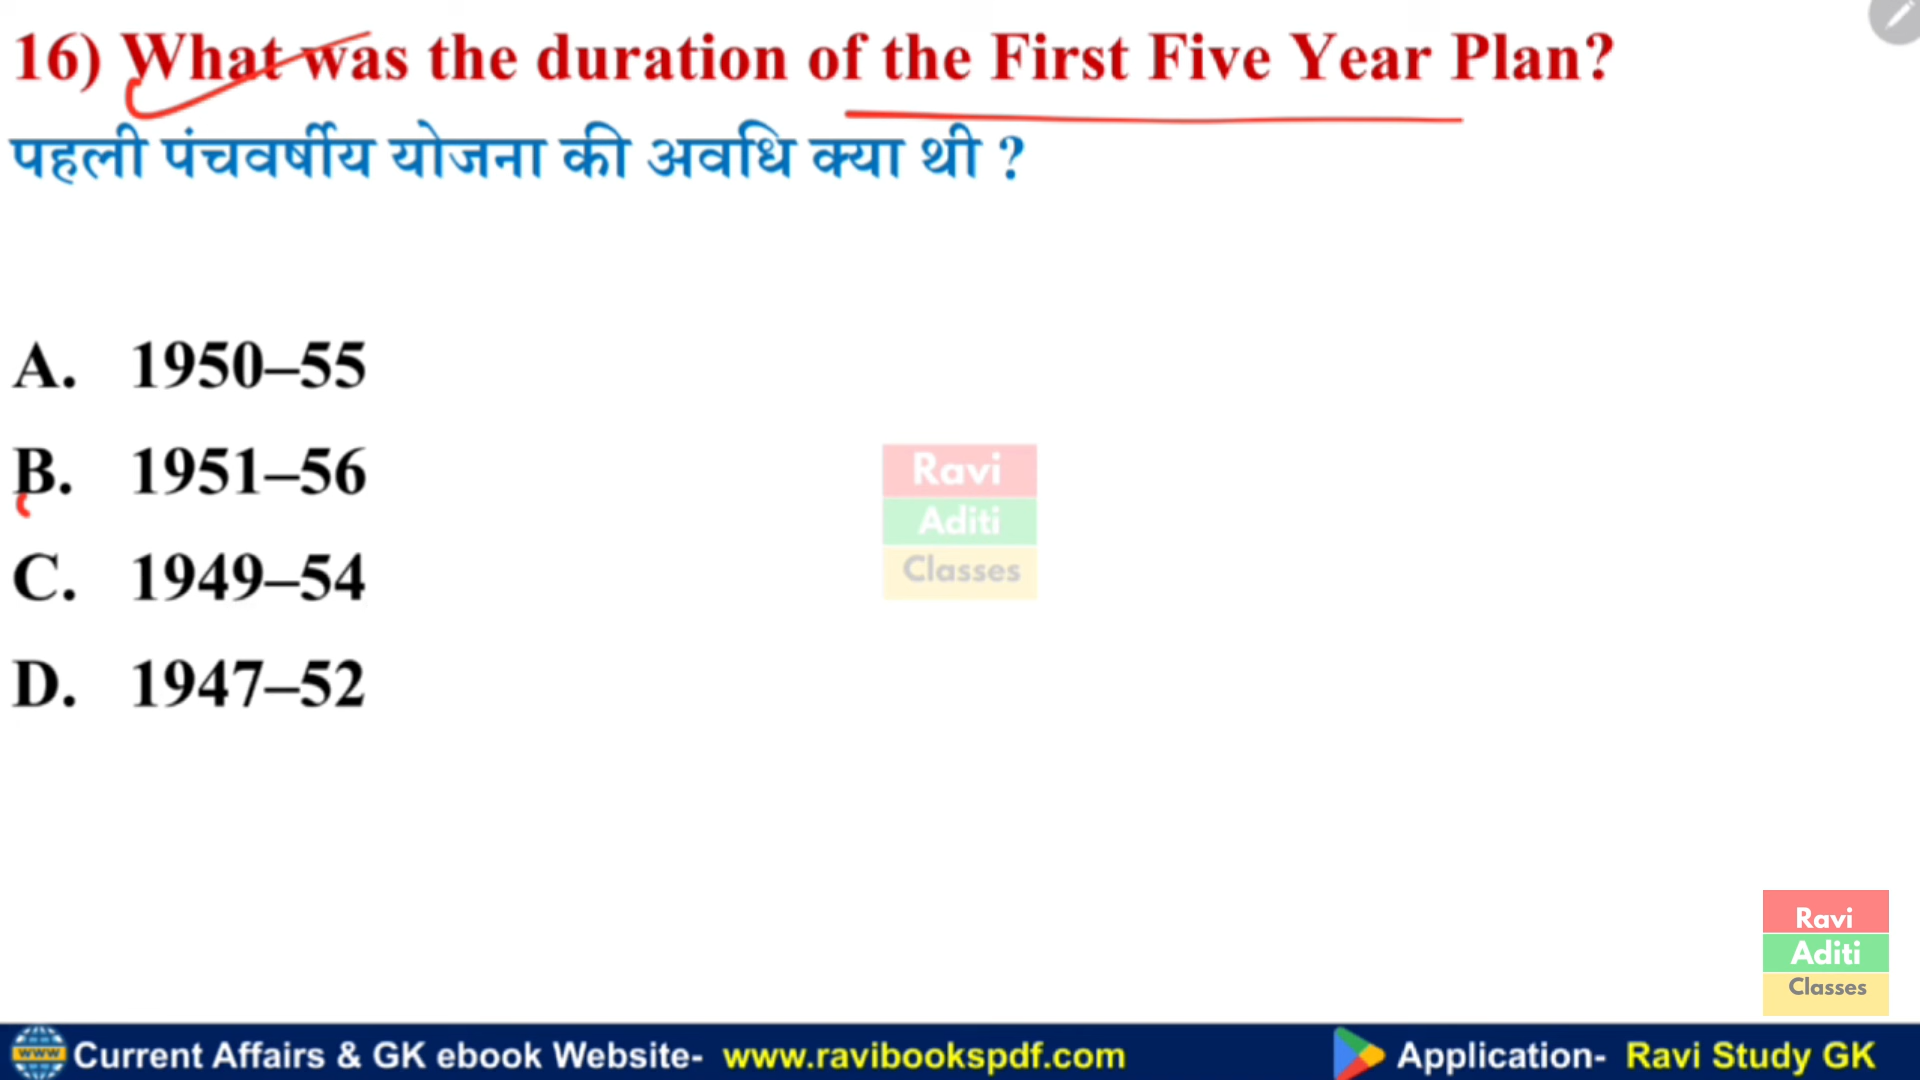 16) What was the duration of the First Five Year Plan?
पहली पंचवर्षीय योजना की अवधि क्या थी ?
A. 1950–55
B. 1951–56
C. 1949–54
D. 1947–52
Ravi
Aditi
Classes
Ravi
Aditi
Classes
www Current Affairs & GK ebook Website- www.ravibookspdf.com Application- Ravi Study GK